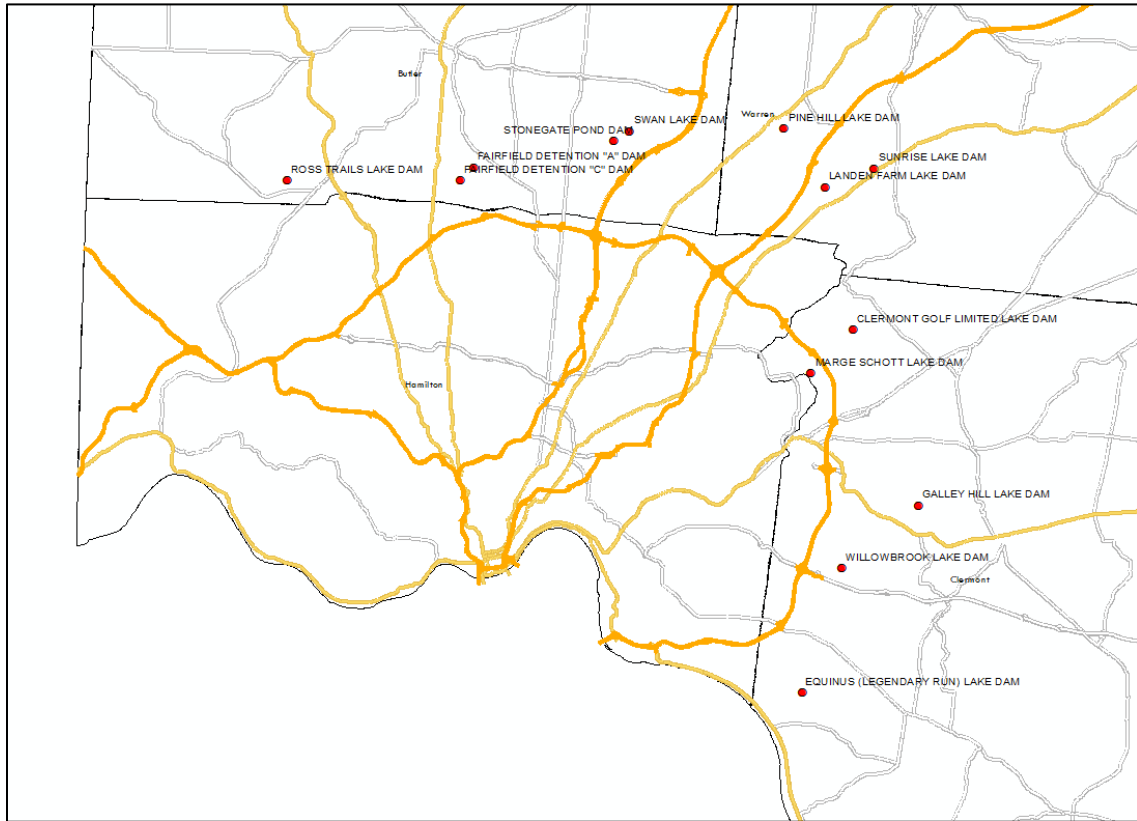 Butler
Warren
SWAN LAKE DAM
PINE HILL LAKE DAM
STONEGATE POND DAM
FAIRFIELD DETENTION "A" DAM
SUNRISE LAKE DAM
ROSS TRAILS LAKE DAM
FAIRFIELD DETENTION "C" DAM
LANDEN FARM LAKE DAM
CLERMONT GOLF LIMITED LAKE DAM
MARGE SCHOTT LAKE DAM
Hamilton
GALLEY HILL LAKE DAM
WILLOWBROOK LAKE DAM
Clermont
EQUINUS (LEGENDARY RUN) LAKE DAM